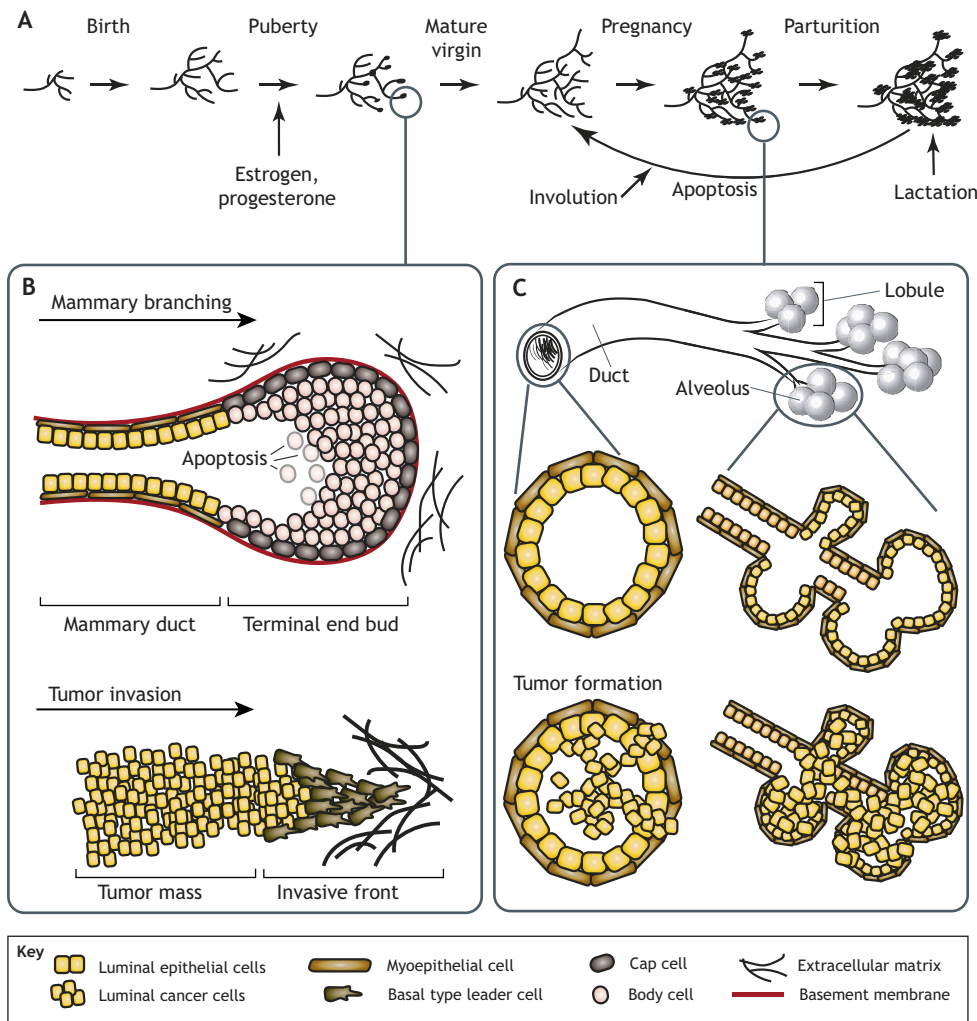 A
Birth
Puberty
Mature
virgin
Pregnancy
Parturition
Estrogen,
progesterone
Involution
Apoptosis
Lactation
B
Mammary branching
Apoptosis
Mammary duct
Terminal end bud
Tumor invasion
Tumor mass
Invasive front
C
Lobule
Duct
Alveolus
Tumor formation
Key
Luminal epithelial cells
Myoepithelial cell
Cap cell
Extracellular matrix
Luminal cancer cells
Basal type leader cell
Body cell
Basement membrane